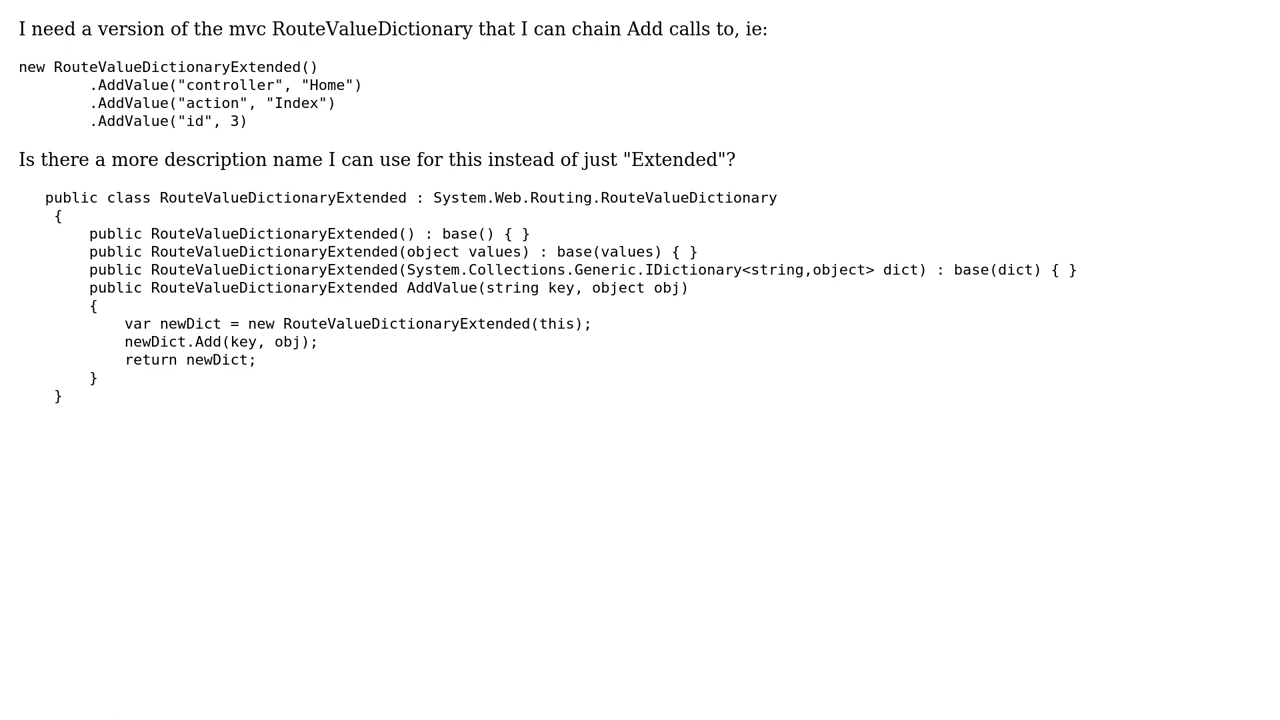 I need a version of the mvc RouteValueDictionary that I can chain Add calls to, ie:
new RouteValueDictionaryExtended()
        .AddValue("controller", "Home")
        .AddValue("action", "Index")
        .AddValue("id", 3)
Is there a more description name I can use for this instead of just "Extended"?
   public class RouteValueDictionaryExtended : System.Web.Routing.RouteValueDictionary
    {
        public RouteValueDictionaryExtended() : base() { }
        public RouteValueDictionaryExtended(object values) : base(values) { }
        public RouteValueDictionaryExtended(System.Collections.Generic.IDictionary<string,object> dict) : base(dict) { }
        public RouteValueDictionaryExtended AddValue(string key, object obj)
        {
            var newDict = new RouteValueDictionaryExtended(this);
            newDict.Add(key, obj);
            return newDict;
        }
    }